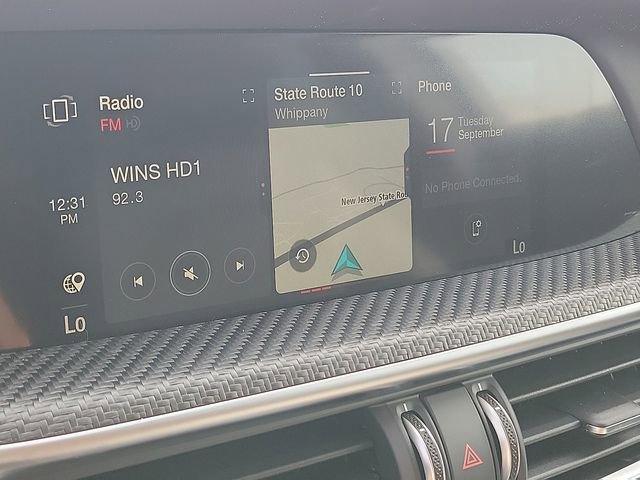 Radio
FM
WINS HD1
92.3
12:31
PM
Lo
State Route 10
Whippany
New Jersey State Ro
Phone
17
Tuesday
September
No Phone Connected.
Lo